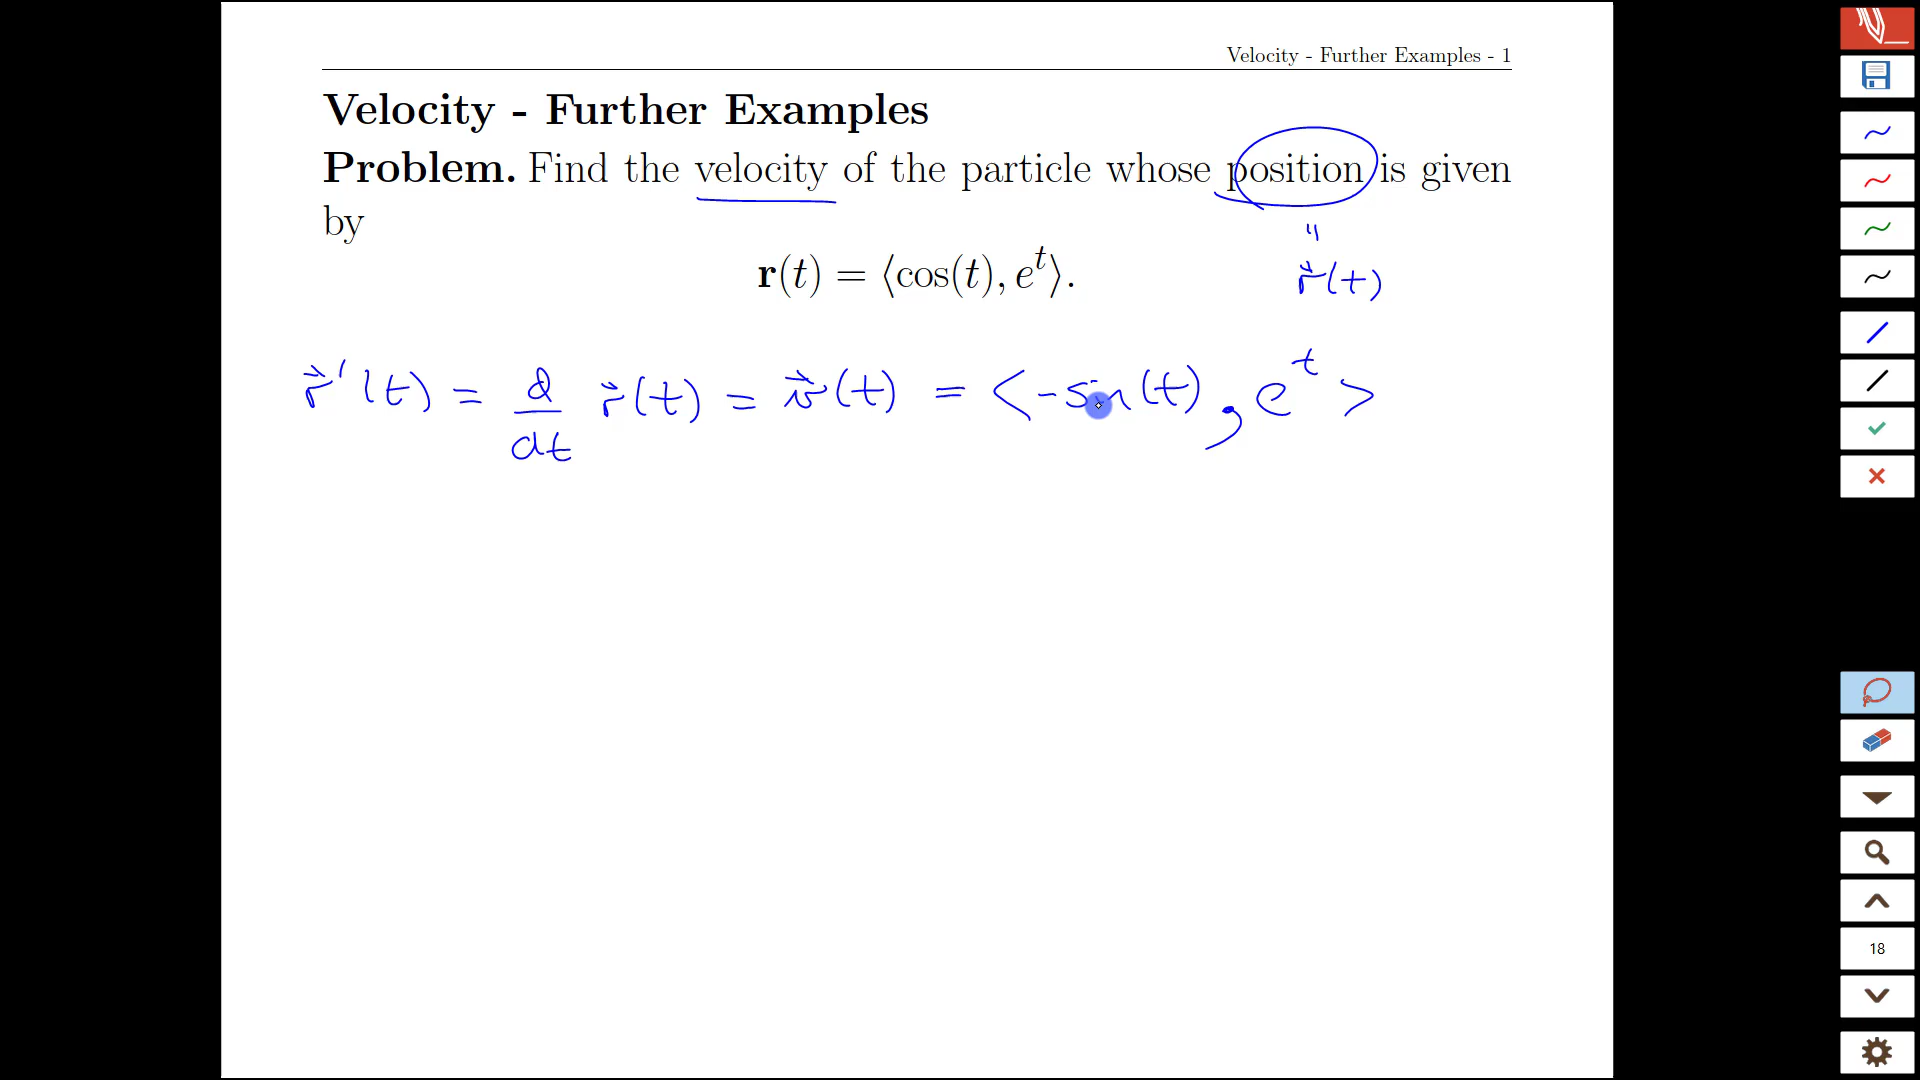 Velocity - Further Examples - 1
Velocity - Further Examples
Problem. Find the velocity of the particle whose position is given
by
r(t) = ⟨cos(t), e^t⟩.
"
r⃗(t)
r⃗'(t) = d/dt r⃗(t) = v⃗(t) = <-sin(t), e^t>
18